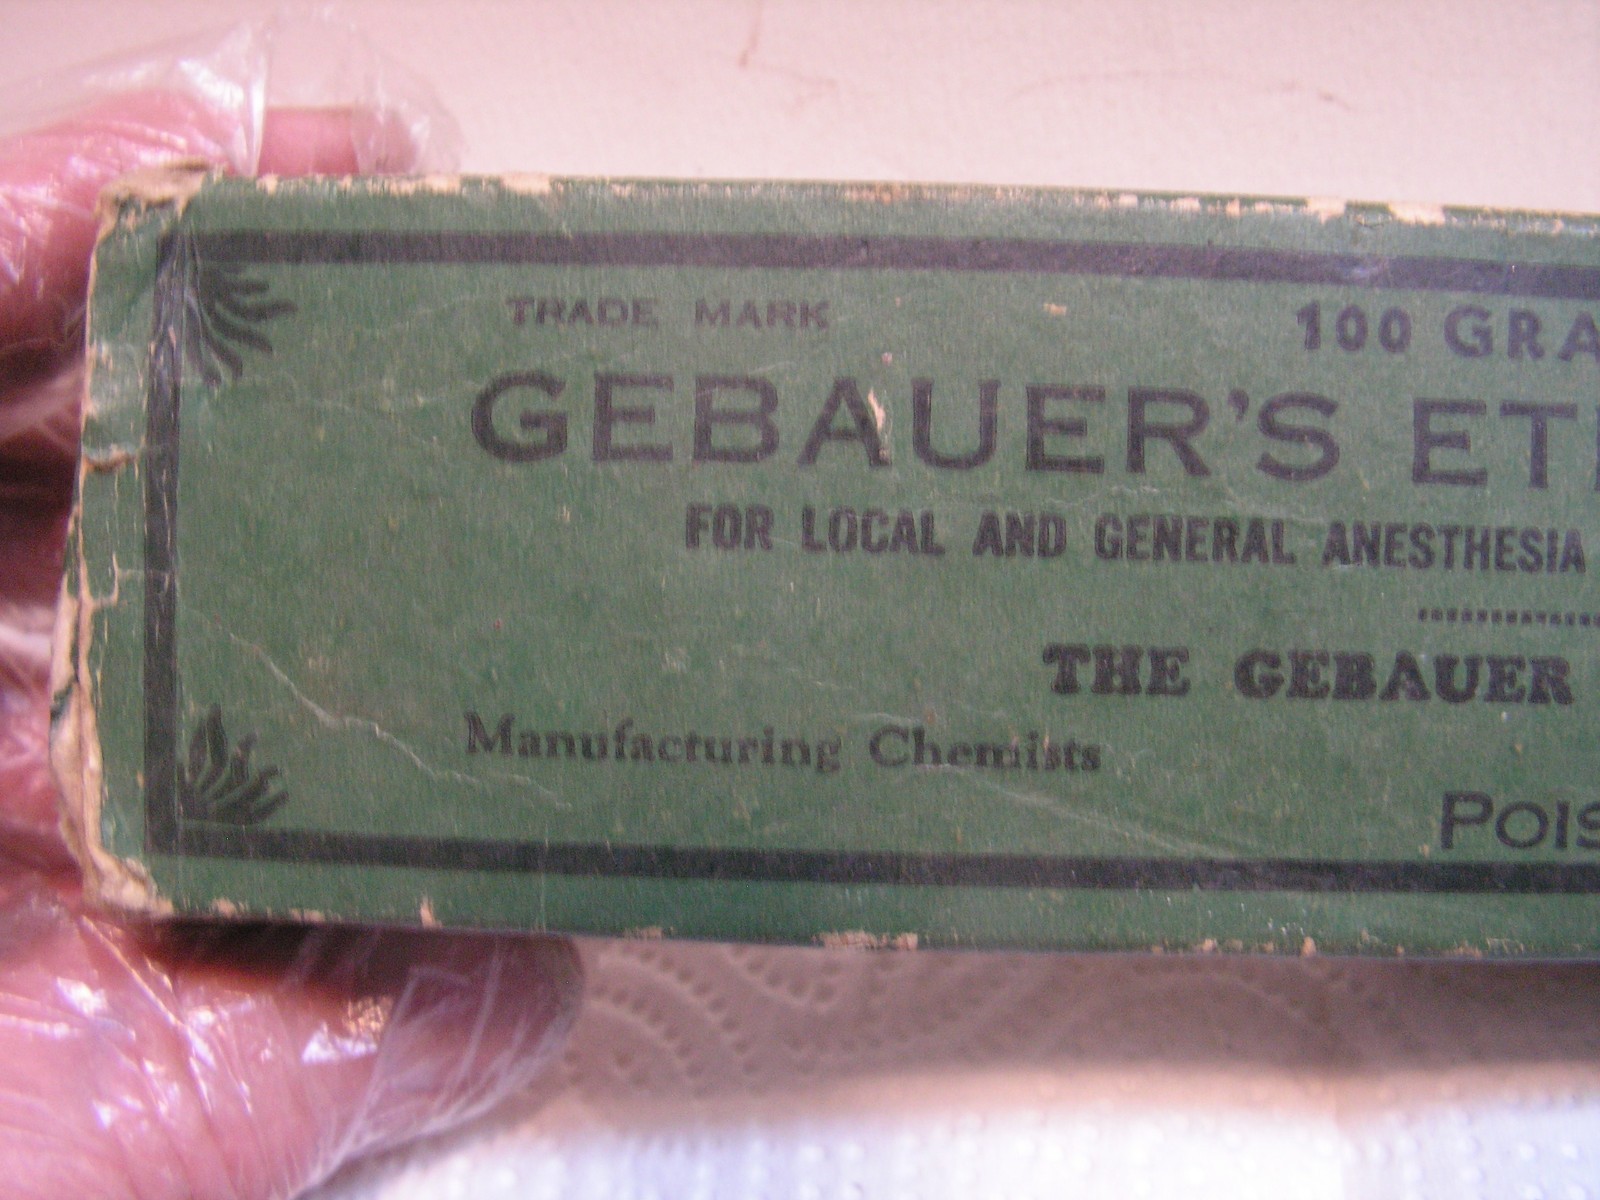 TRADE MARK
100 GRA
GEBAUER'S ET
FOR LOCAL AND GENERAL ANESTHESIA
THE GEBAUER
Manufacturing Chemists
POIS